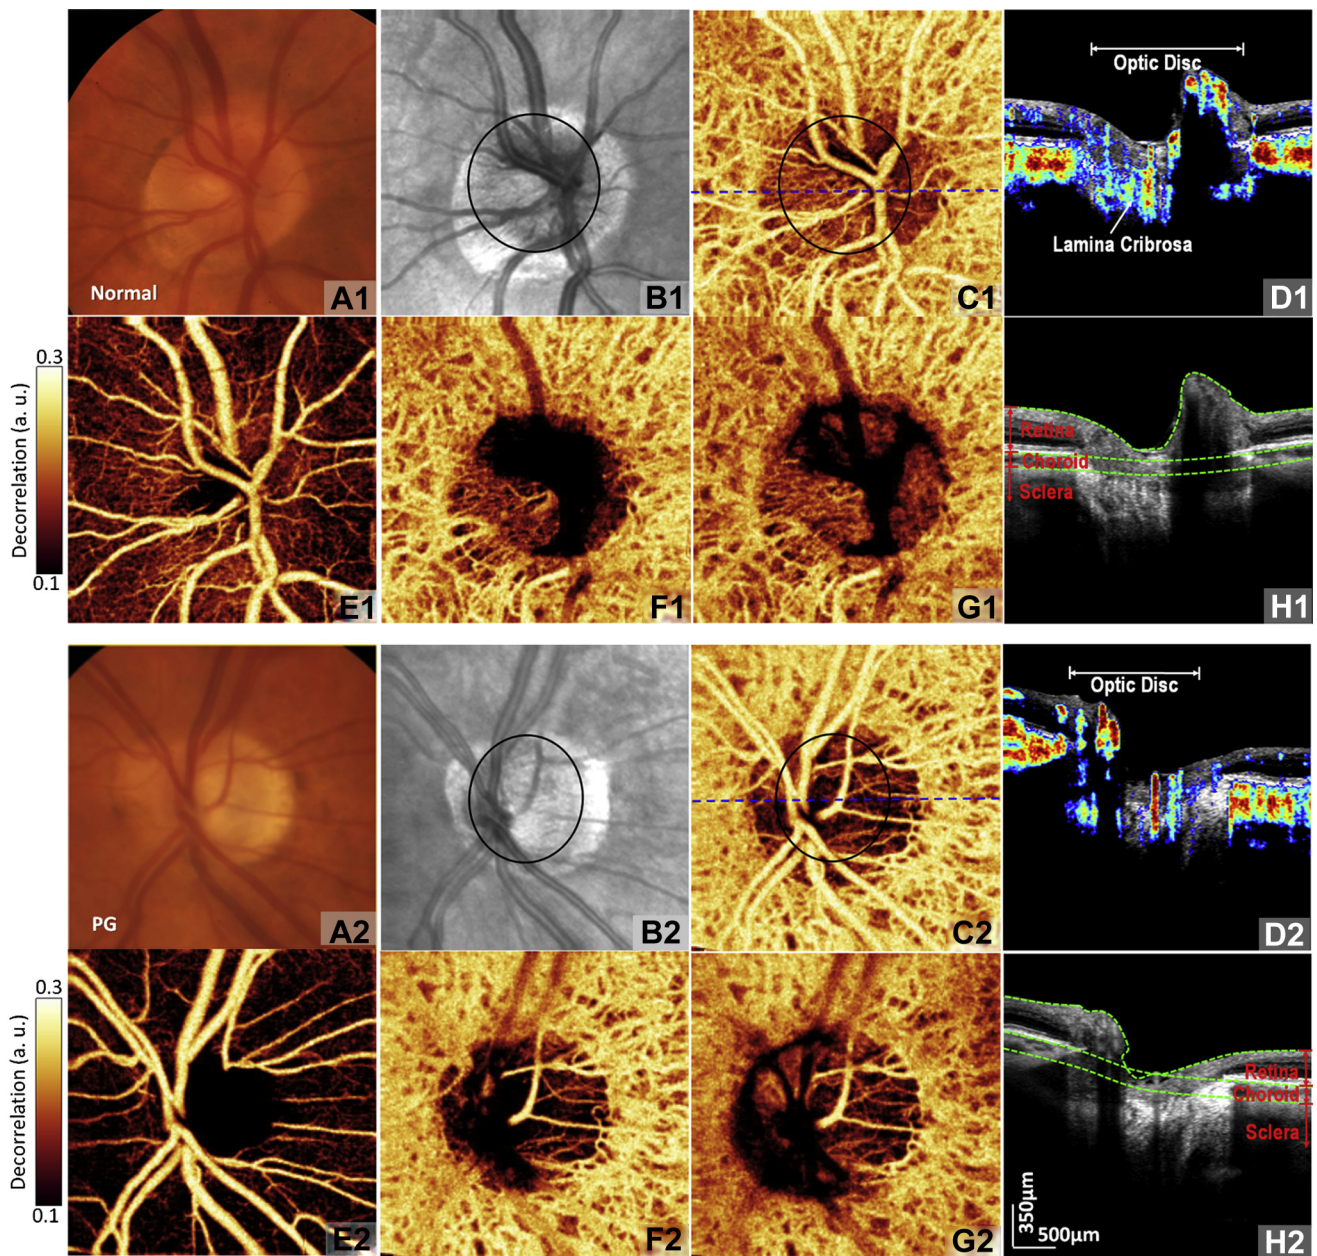 Normal
A1
B1
C1
Optic Disc
Lamina Cribrosa
D1
Decorrelation (a. u.)
0.3
0.1
E1
F1
G1
Retina
Choroid
Sclera
H1
PG
A2
B2
C2
Optic Disc
D2
Decorrelation (a. u.)
0.3
0.1
E2
F2
G2
Retina
Choroid
Sclera
350μm
500μm
H2